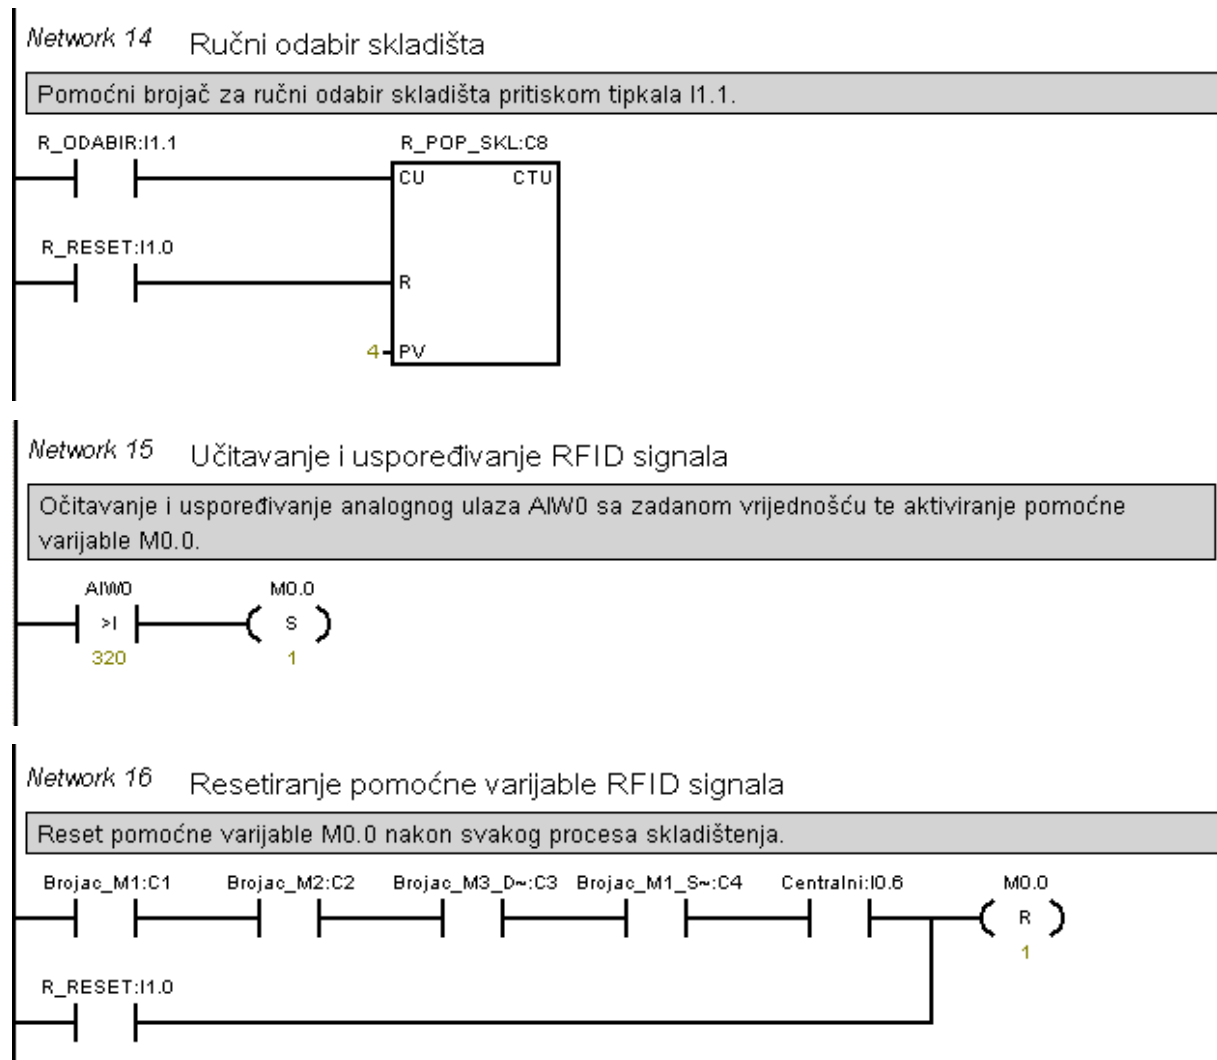 Network 14 Ručni odabir skladišta
Pomoćni brojač za ručni odabir skladišta pritiskom tipkala I1.1.
R_ODABIR:I1.1 R_POP_SKL:C8
CU CTU
R_RESET:I1.0
R
4 PV
Network 15 Učitavanje i uspoređivanje RFID signala
Očitavanje i uspoređivanje analognog ulaza AIW0 sa zadanom vrijednošću te aktiviranje pomoćne
varijable M0.0.
AIW0 M0.0
>I S
320 1
Network 16 Resetiranje pomoćne varijable RFID signala
Reset pomoćne varijable M0.0 nakon svakog procesa skladištenja.
Brojac_M1:C1 Brojac_M2:C2 Brojac_M3_D~:C3 Brojac_M1_S~:C4 Centralni:I0.6 M0.0
R
1
R_RESET:I1.0